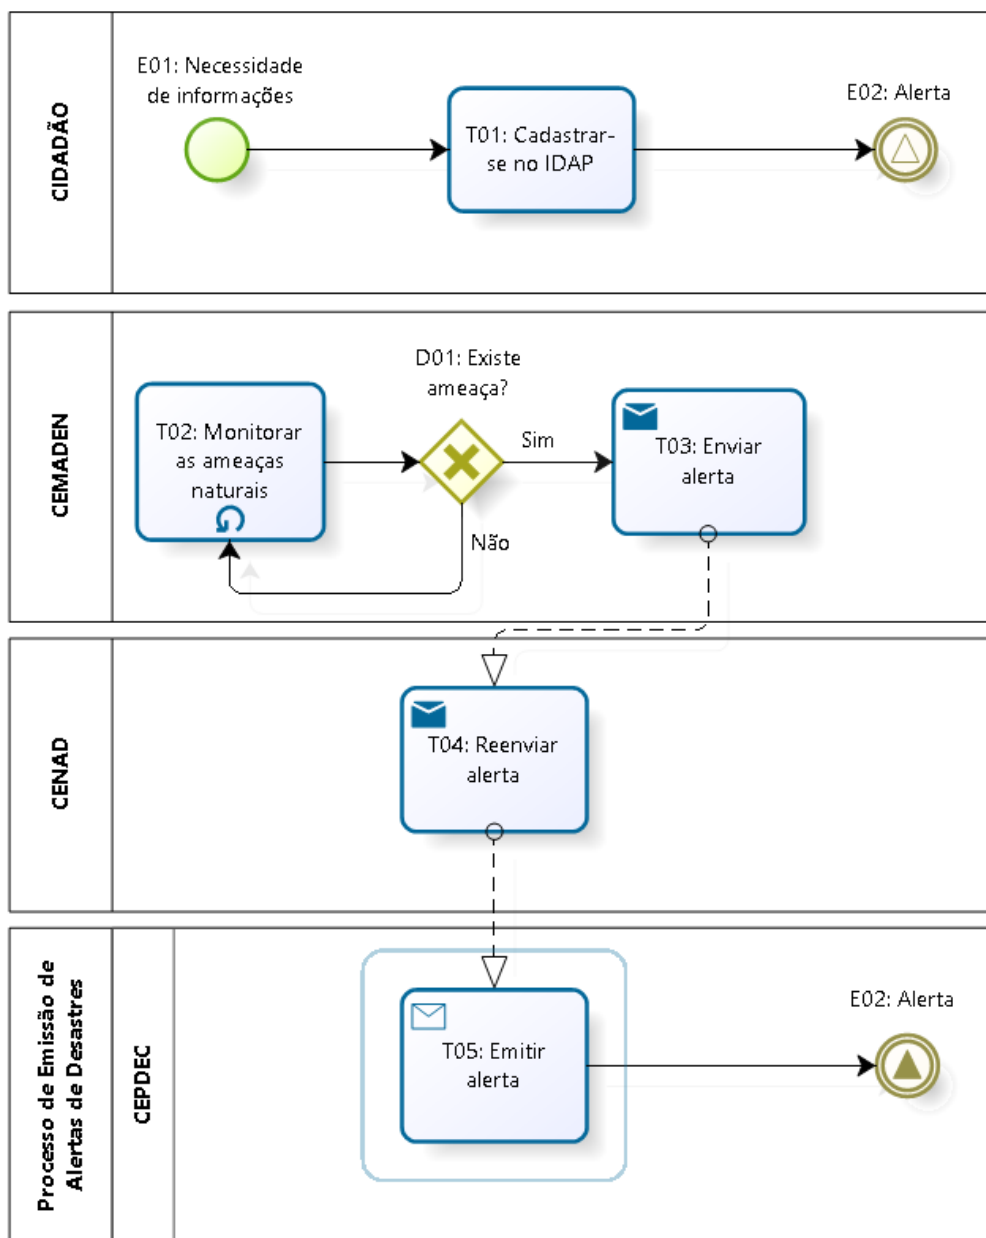 CIDADÃO
E01: Necessidade
de informações
T01: Cadastrar-
se no IDAP
E02: Alerta
CEMADEN
T02: Monitorar
as ameaças
naturais
D01: Existe
ameaça?
Sim
Não
T03: Enviar
alerta
CENAD
T04: Reenviar
alerta
Processo de Emissão de
Alertas de Desastres
CEPDEC
T05: Emitir
alerta
E02: Alerta